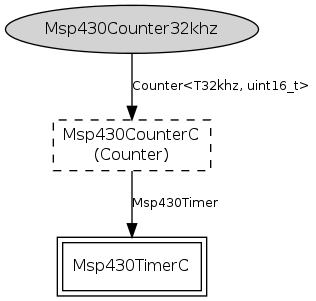 Msp430Counter32khz
Counter<T32khz, uint16_t>
Msp430CounterC
(Counter)
Msp430Timer
Msp430TimerC